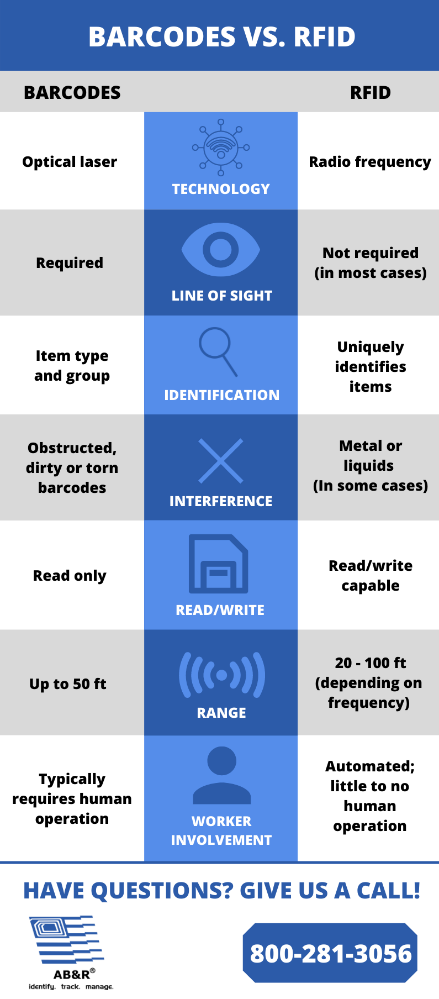 BARCODES VS. RFID
BARCODES
RFID
Optical laser
TECHNOLOGY
Radio frequency
Required
LINE OF SIGHT
Not required
(in most cases)
Item type
and group
IDENTIFICATION
Uniquely
identifies
items
Obstructed,
dirty or torn
barcodes
INTERFERENCE
Metal or
liquids
(In some cases)
Read only
READ/WRITE
Read/write
capable
Up to 50 ft
RANGE
20 - 100 ft
(depending on
frequency)
Typically
requires human
operation
WORKER
INVOLVEMENT
Automated;
little to no
human
operation
HAVE QUESTIONS? GIVE US A CALL!
AB&R®
identify. track. manage.
800-281-3056